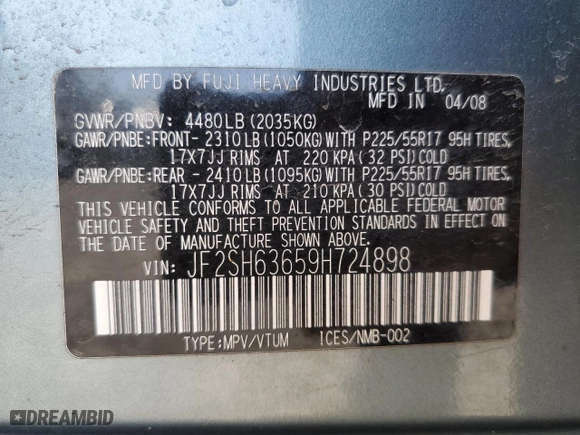 MFD BY FUJI HEAVY INDUSTRIES LTD.
MFD IN 04/08
GVWR/PNBV: 4480LB(2035KG)
GAWR/PNBE:FRONT- 2310LB(1050KG)WITH P225/55R17 95H TIRES,
17X7JJ RIMS AT 220 KPA(32 PSI)COLD
GAWR/PNBE:REAR - 2410LB(1095KG)WITH P225/55R17 95H TIRES,
17X7JJ RIMS AT 210 KPA(30 PSI)COLD
THIS VEHICLE CONFORMS TO ALL APPLICABLE FEDERAL MOTOR
VEHICLE SAFETY AND THEFT PREVENTION STANDARDS IN EFFECT ON
THE DATE OF MANUFACTURE SHOWN ABOVE.
VIN: JF2SH63659H724898
TYPE:MPV/VTUM ICES/NMB-002
DREAMBID